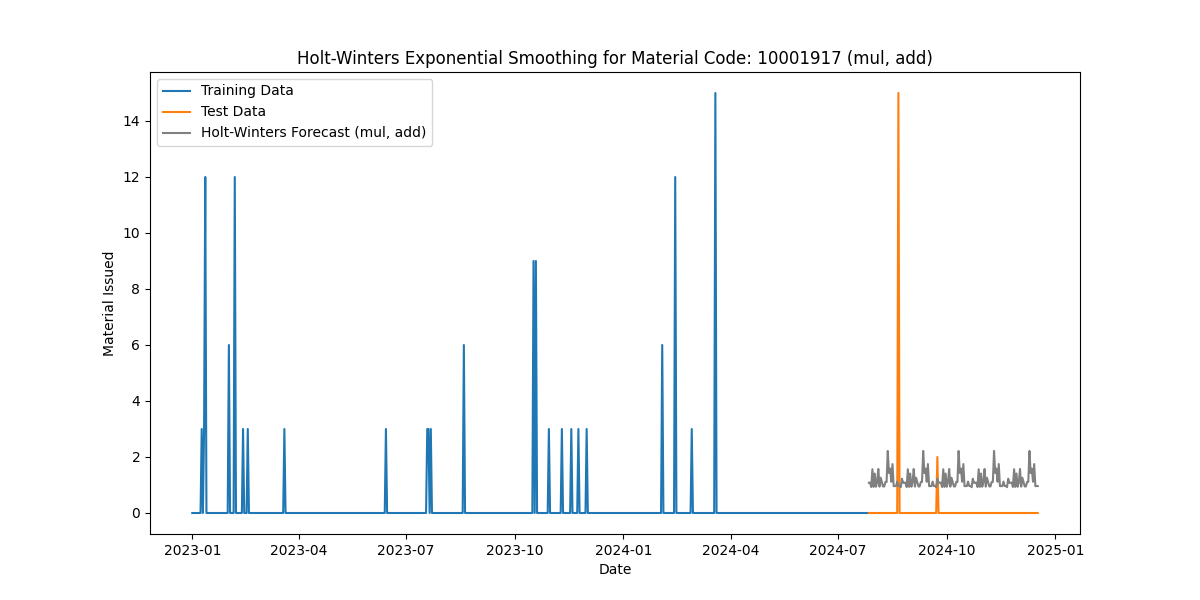 Holt-Winters Exponential Smoothing for Material Code: 10001917 (mul, add)
Training Data
Test Data
Holt-Winters Forecast (mul, add)
Material Issued
14
12
10
8
6
4
2
0
2023-01 2023-04 2023-07 2023-10 2024-01 2024-04 2024-07 2024-10 2025-01
Date